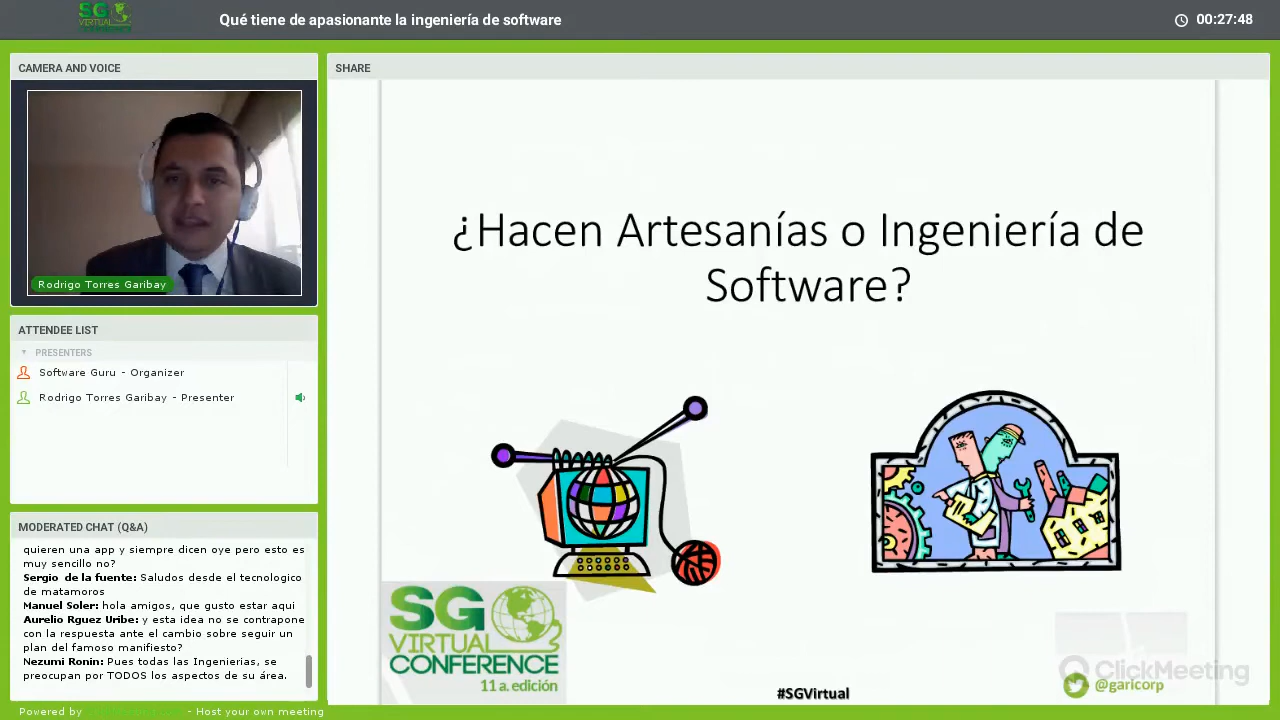 SG
VIRTUAL
CONFERENCE
Qué tiene de apasionante la ingeniería de software
00:27:48
CAMERA AND VOICE
Rodrigo Torres Garibay
ATTENDEE LIST
PRESENTERS
Software Guru - Organizer
Rodrigo Torres Garibay - Presenter
MODERATED CHAT (Q&A)
quieren una app y siempre dicen oye pero esto es
muy sencillo no?
Sergio de la fuente: Saludos desde el tecnologico
de matamoros
Manuel Soler: hola amigos, que gusto estar aqui
Aurelio Rguez Uribe: y esta idea no se contrapone
con la respuesta ante el cambio sobre seguir un
plan del famoso manifiesto?
Nezumi Ronin: Pues todas las Ingenierias, se
preocupan por TODOS los aspectos de su área.
Powered by - Host your own meeting
SHARE
¿Hacen Artesanías o Ingeniería de
Software?
SG
VIRTUAL
CONFERENCE
11 a. edición
#SGVirtual
ClickMeeting
@garicorp